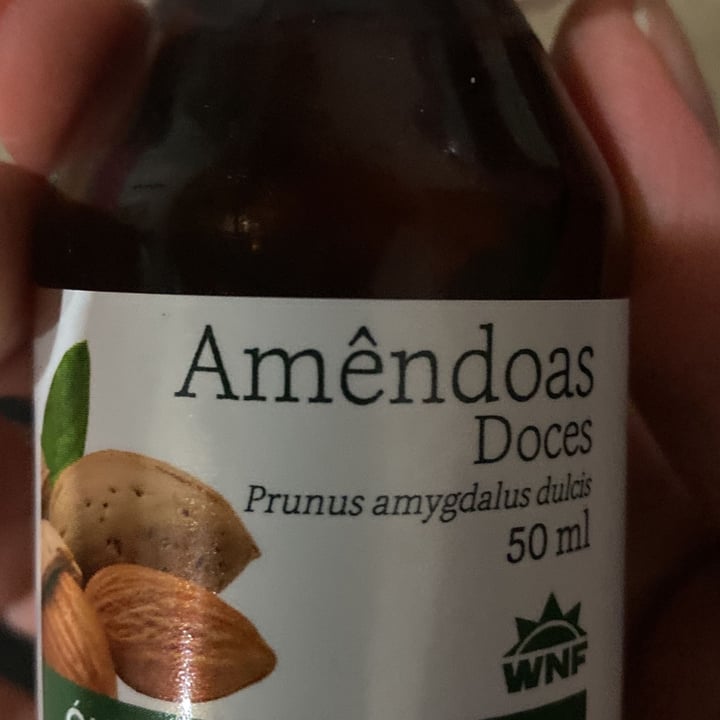 Amêndoas
Doces
Prunus amygdalus dulcis
50 ml
WNF